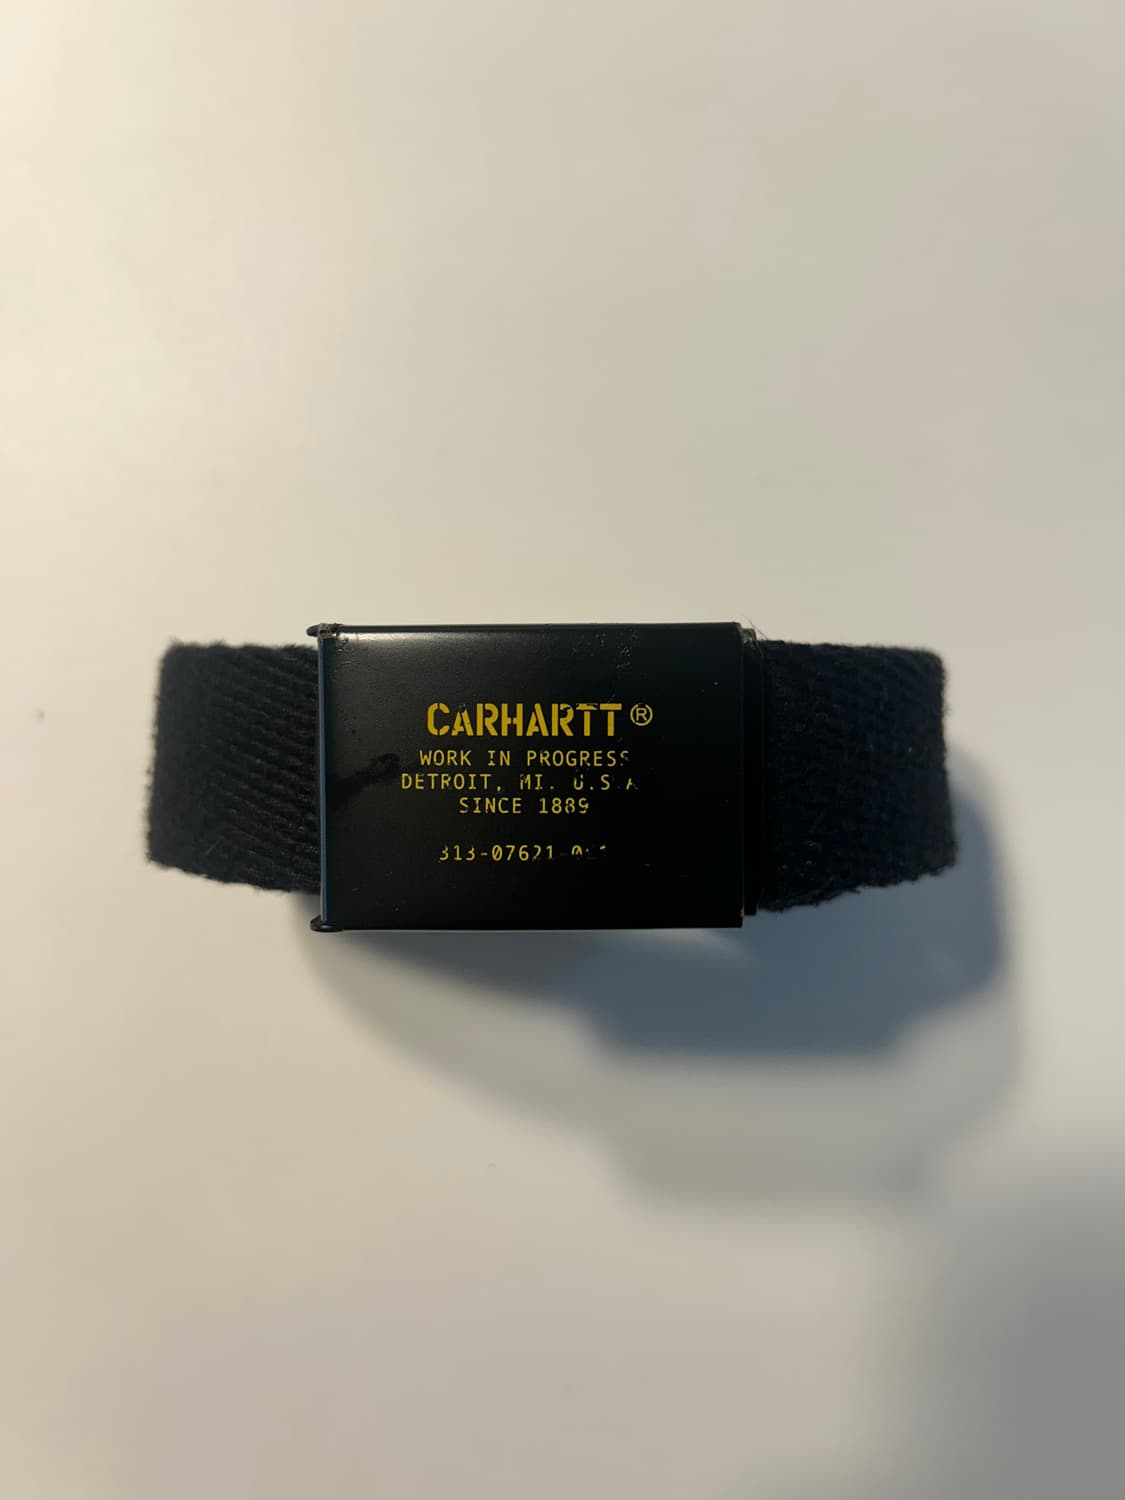 CARHARTT®
WORK IN PROGRESS
DETROIT, MI. U.S.A
SINCE 1889